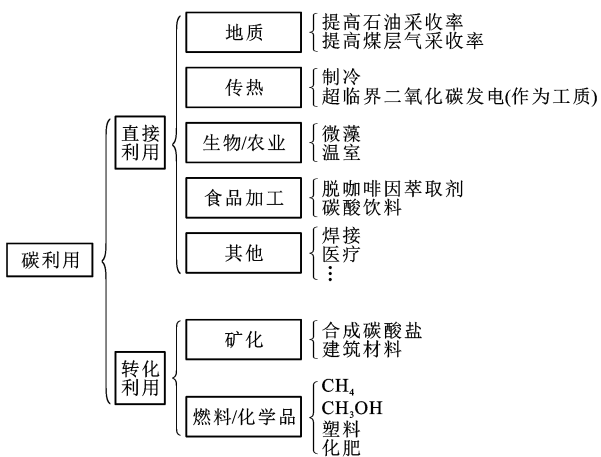 碳利用
直接
利用
地质
提高石油采收率
提高煤层气采收率
传热
制冷
超临界二氧化碳发电(作为工质)
生物/农业
微藻
温室
食品加工
脱咖啡因萃取剂
碳酸饮料
其他
焊接
医疗
⋮
转化
利用
矿化
合成碳酸盐
建筑材料
燃料/化学品
CH₄
CH₃OH
塑料
化肥